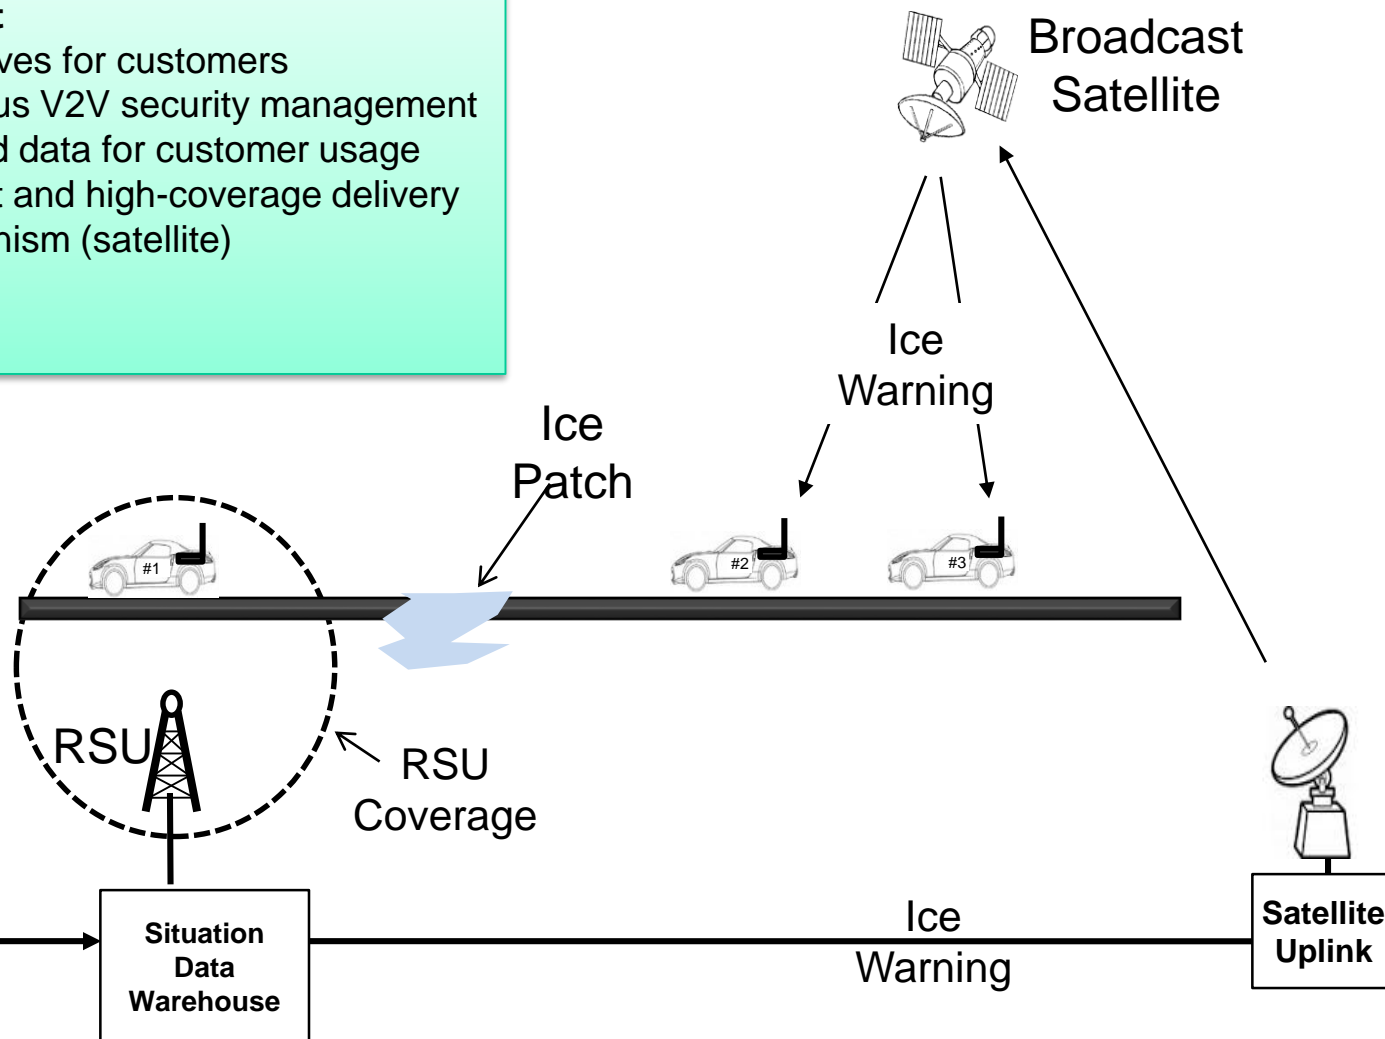 ves for customers
us V2V security management
d data for customer usage
t and high-coverage delivery
nism (satellite)
Broadcast
Satellite
Ice
Warning
Ice
Patch
#1
#2
#3
RSU
RSU
Coverage
Situation
Data
Warehouse
Ice
Warning
Satellite
Uplink